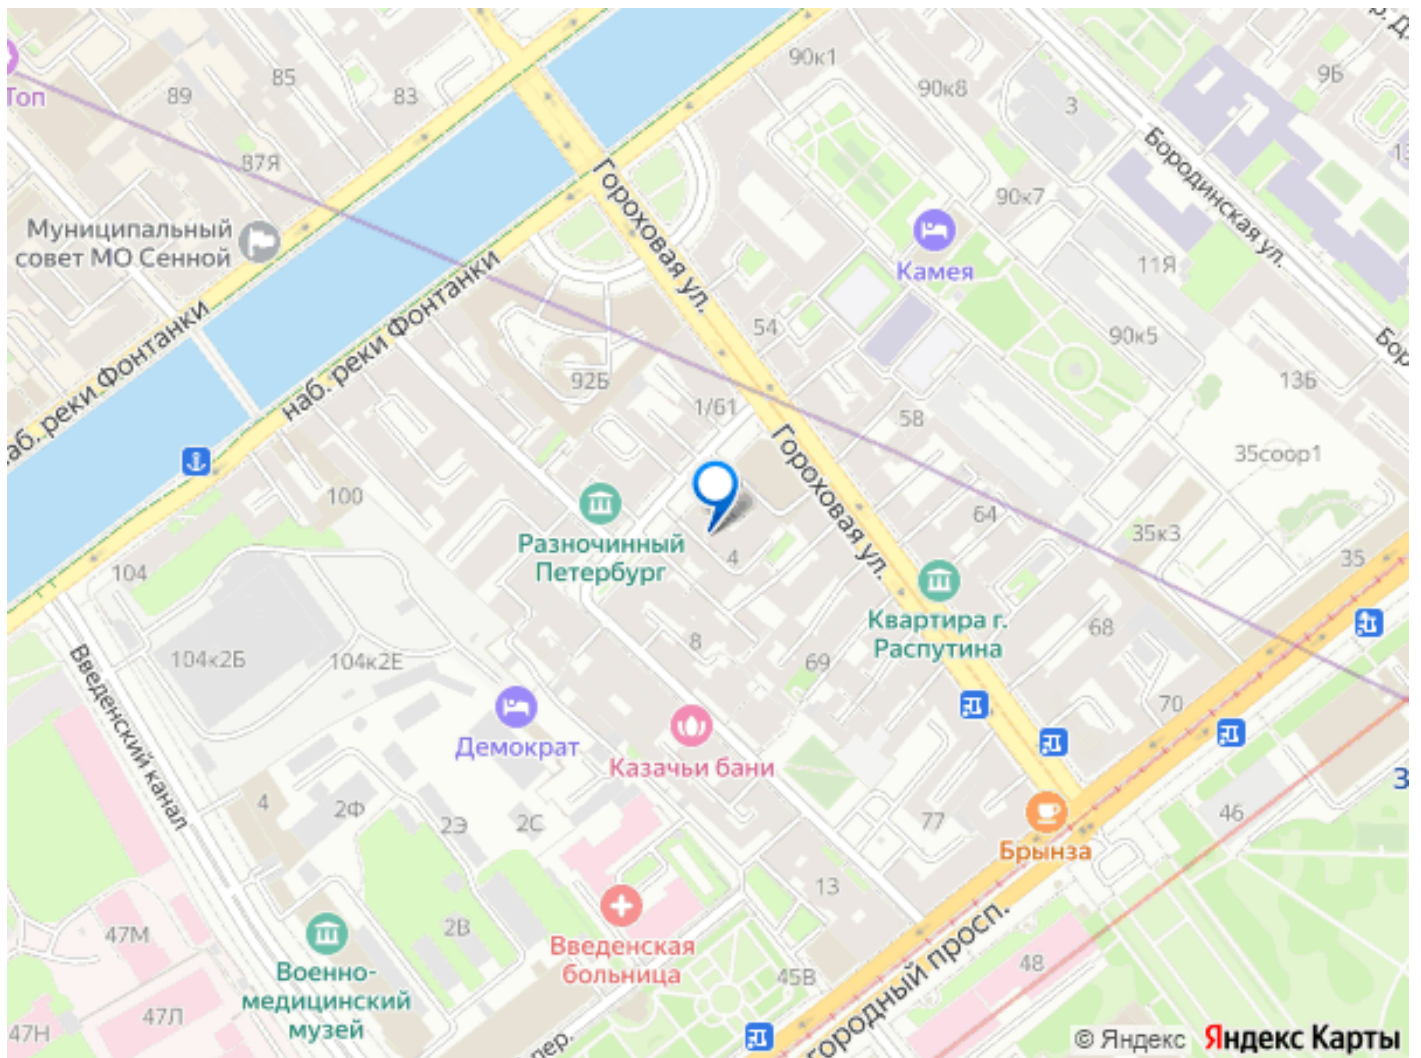 Топ
85
89
83
87Я
90к1
90к8
3
9Б
Муниципальный
совет МО Сенной
наб. реки Фонтанки
наб. реки Фонтанки
Гороховая ул.
Бородинская ул.
90к7
Камея
11Я
90к5
54
92Б
1/61
58
13Б
35соор1
100
Разночинный
Петербург
4
Гороховая ул.
64
35к3
35
104
104к2Б
104к2Е
Введенский канал
8
69
Квартира г.
Распутина
68
70
Демократ
Казачьи бани
4
2Ф
2Э
2С
77
Брынза
46
13
Введенская
больница
2В
47М
Военно-
медицинский
музей
47Л
47Н
45В
48
городный просп.
пер.
© Яндекс Яндекс Карты